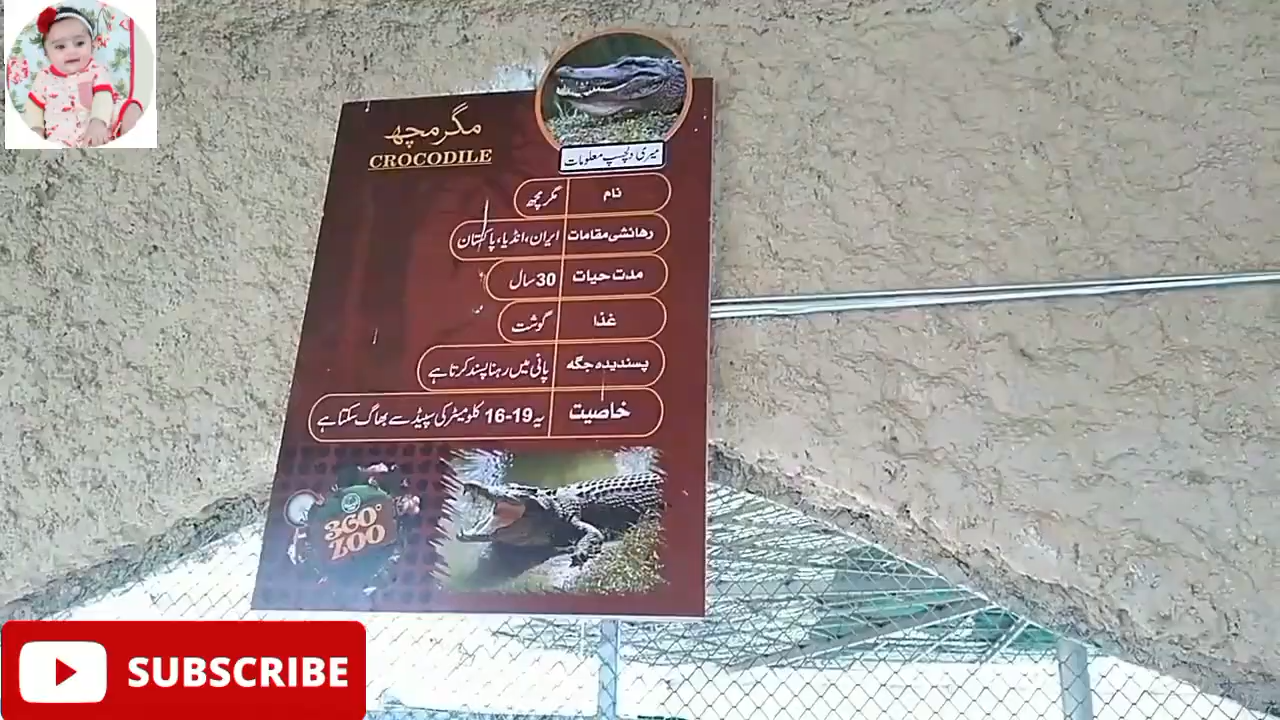 مگرمچھ
CROCODILE
میری دلچسپ معلومات
نام مگرمچھ
رھائشی مقامات ایران، انڈیا، پاکستان
مدت حیات 30 سال
غذا گوشت
پسندیدہ جگہ پانی میں رہنا پسند کرتا ہے
خاصیت یہ 19-16 کلومیٹر کی سپیڈ سے بھاگ سکتا ہے
360° ZOO
SUBSCRIBE